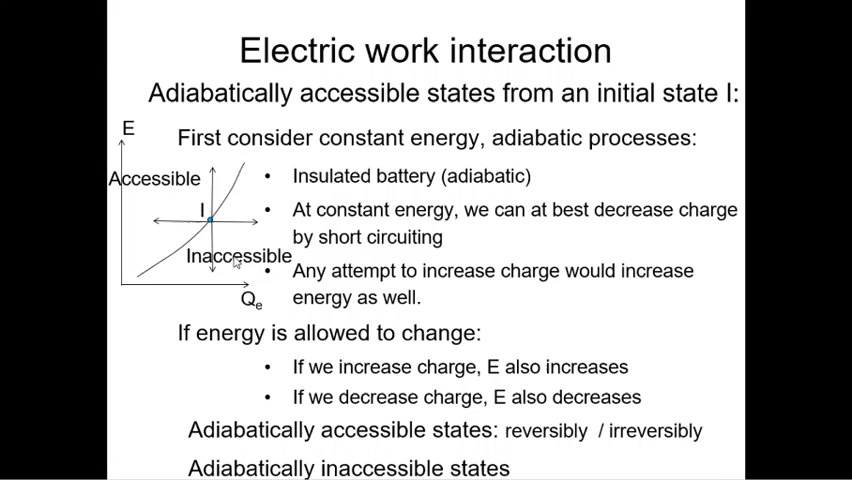 Electric work interaction
Adiabatically accessible states from an initial state I:
E
First consider constant energy, adiabatic processes:
Accessible
• Insulated battery (adiabatic)
I
• At constant energy, we can at best decrease charge
by short circuiting
Inaccessible
• Any attempt to increase charge would increase
energy as well.
Qe
If energy is allowed to change:
• If we increase charge, E also increases
• If we decrease charge, E also decreases
Adiabatically accessible states: reversibly / irreversibly
Adiabatically inaccessible states